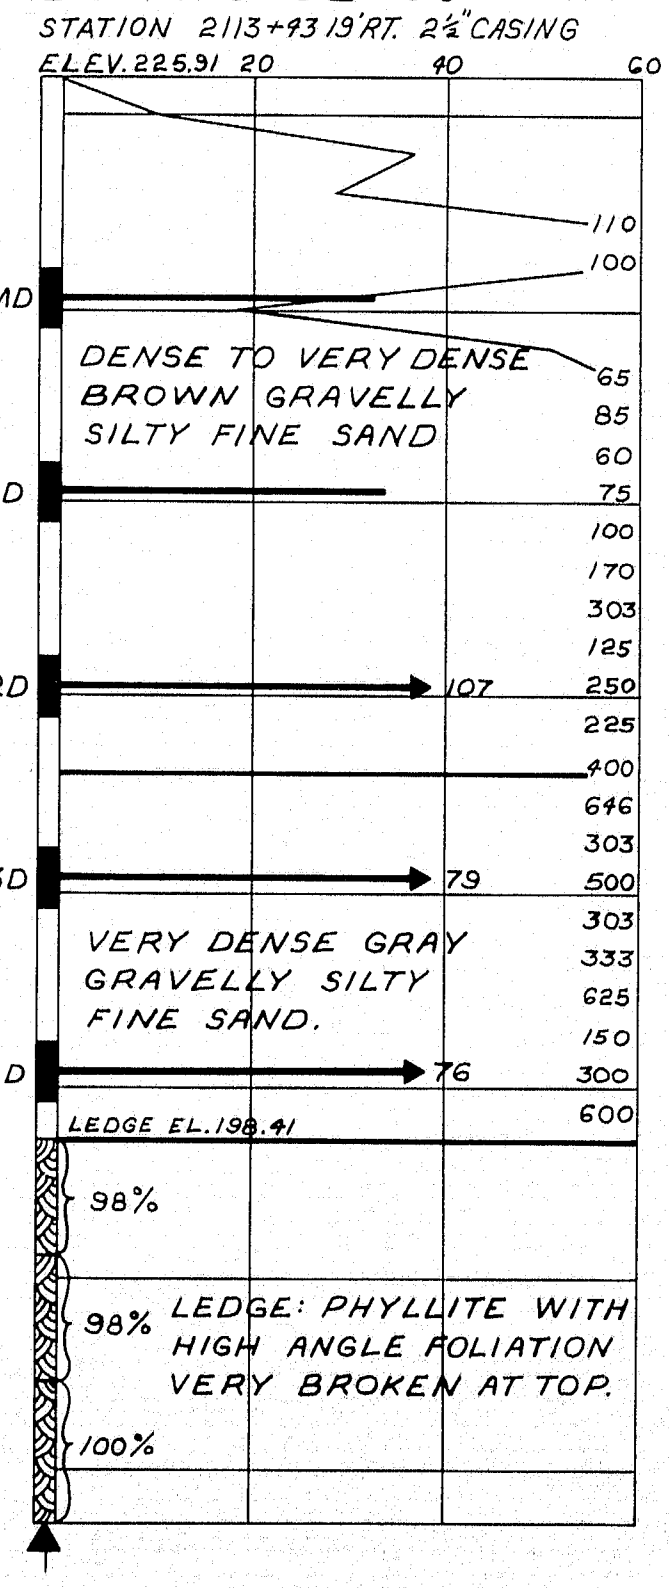 STATION 2113+93 19'RT. 2½" CASING
ELEV. 225.91 20 40 60
110
100
MD
65
DENSE TO VERY DENSE
BROWN GRAVELLY
SILTY FINE SAND
85
60
D 75
100
170
303
125
2D 107 250
225
400
646
303
3D 79 500
303
VERY DENSE GRAY
GRAVELLY SILTY
FINE SAND.
333
625
150
D 76 300
600
LEDGE EL. 198.41
98%
98%
LEDGE: PHYLLITE WITH
HIGH ANGLE FOLIATION
VERY BROKEN AT TOP.
100%